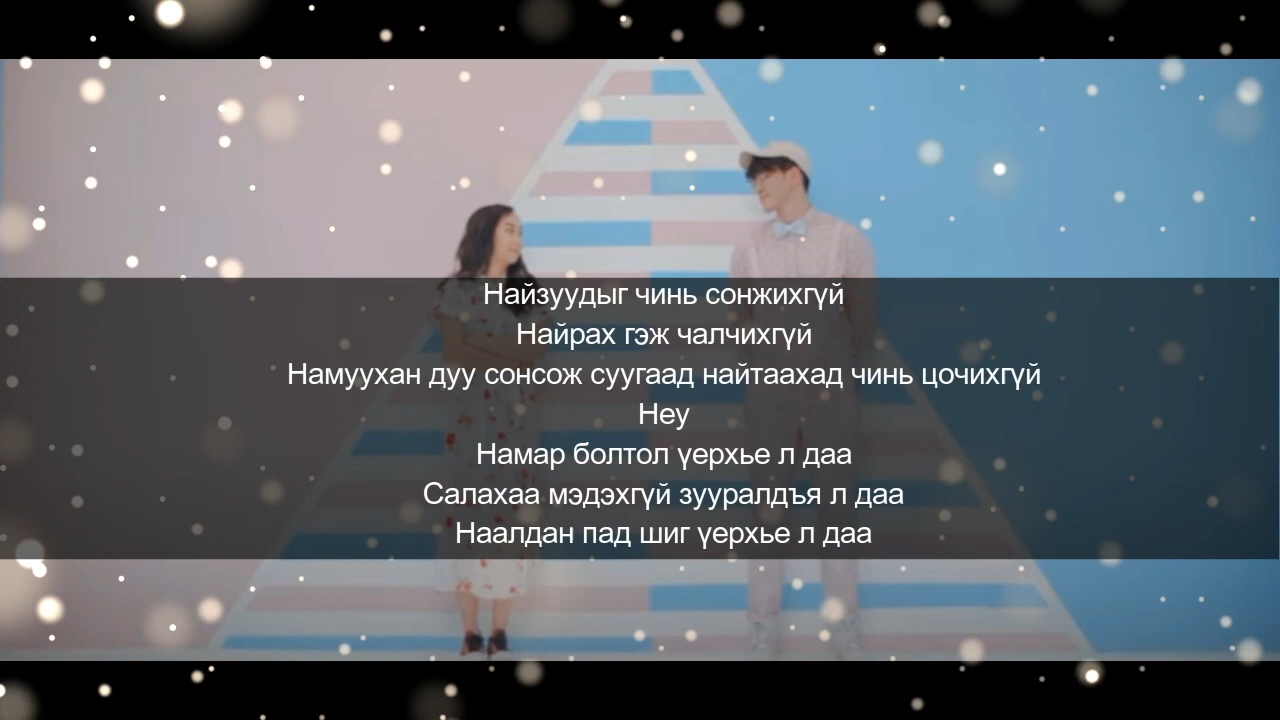 Найзуудыг чинь сонжихгүй
Найрах гэж чалчихгүй
Намуухан дуу сонсож суугаад найтаахад чинь цочихгүй
Hey
Намар болтол үерхье л даа
Салахаа мэдэхгүй зууралдъя л даа
Наалдан пад шиг үерхье л даа